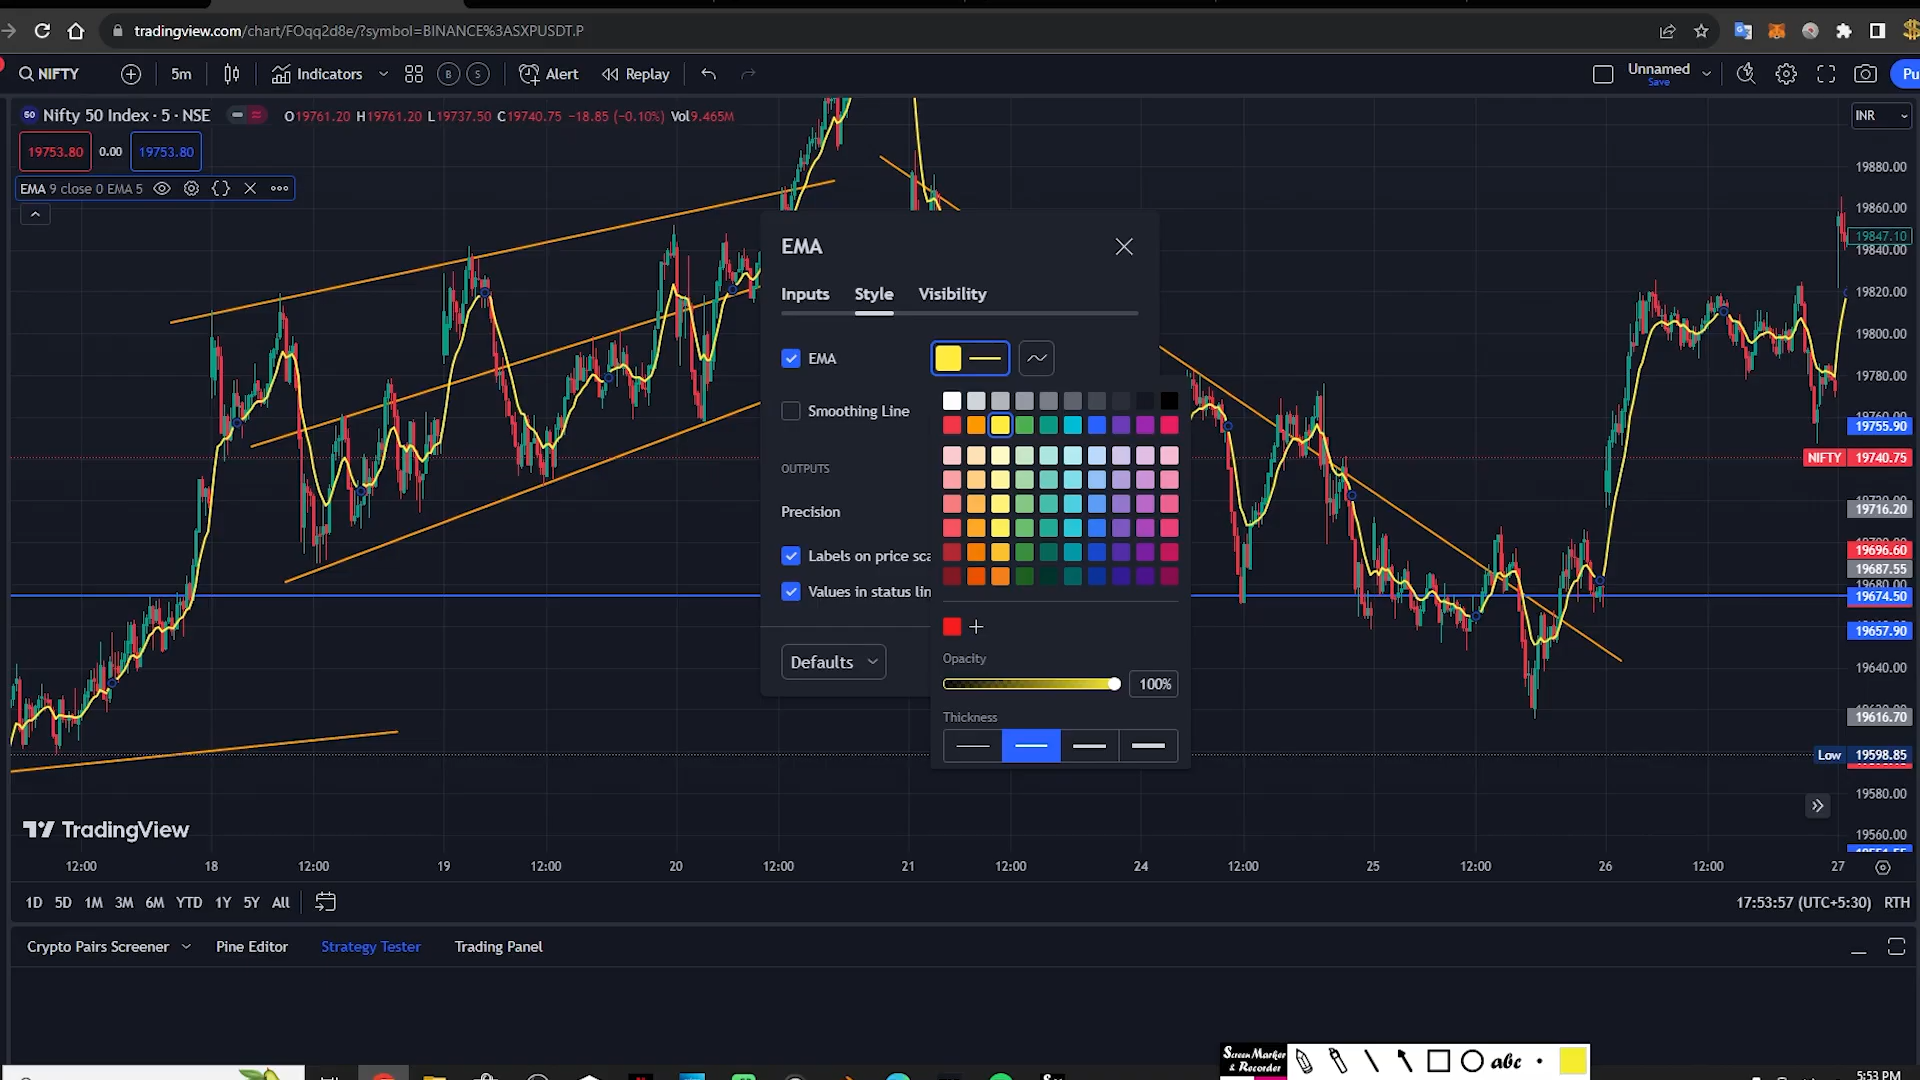 tradingview.com/chart/FOqq2d8e/?symbol=BINANCE%3ASXPUSDT.P
NIFTY 5m Indicators B S Alert Replay Unnamed Save Pu
50 Nifty 50 Index · 5 · NSE O19761.20 H19761.20 L19737.50 C19740.75 −18.85 (−0.10%) Vol9.465M INR
19753.80 0.00 19753.80
EMA 9 close 0 EMA 5
EMA
Inputs Style Visibility
EMA
Smoothing Line
OUTPUTS
Precision
Labels on price sca
Values in status lin
Defaults
Opacity
100%
Thickness
19880.00
19860.00
19847.10
19840.00
19820.00
19800.00
19780.00
19760.00
19755.90
NIFTY 19740.75
19720.00
19716.20
19696.60
19687.55
19680.00
19674.50
19657.90
19640.00
19616.70
Low 19598.85
19580.00
19560.00
TradingView
12:00 18 12:00 19 12:00 20 12:00 21 12:00 24 12:00 25 12:00 26 12:00 27
1D 5D 1M 3M 6M YTD 1Y 5Y All 17:53:57 (UTC+5:30) RTH
Crypto Pairs Screener Pine Editor Strategy Tester Trading Panel
Screen Marker
& Recorder
abc
5:53 PM